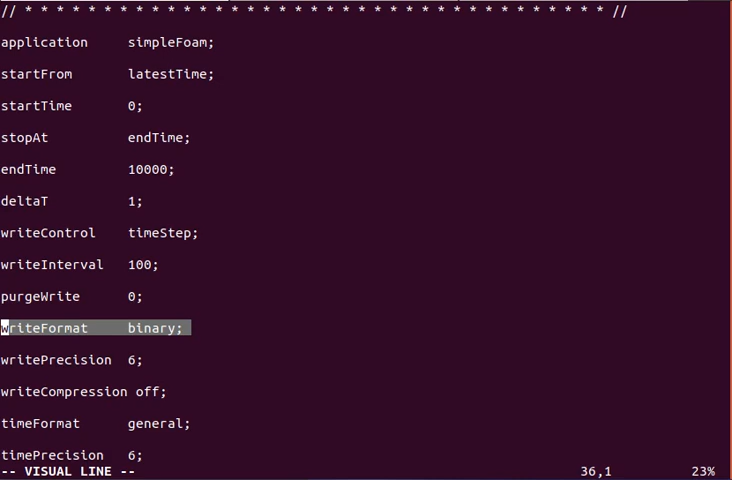 // * * * * * * * * * * * * * * * * * * * * * * * * * * * * * * * * * * * * * //
application     simpleFoam;
startFrom       latestTime;
startTime       0;
stopAt          endTime;
endTime         10000;
deltaT          1;
writeControl    timeStep;
writeInterval   100;
purgeWrite      0;
writeFormat     binary;
writePrecision  6;
writeCompression off;
timeFormat      general;
timePrecision   6;
-- VISUAL LINE --                                                        36,1          23%